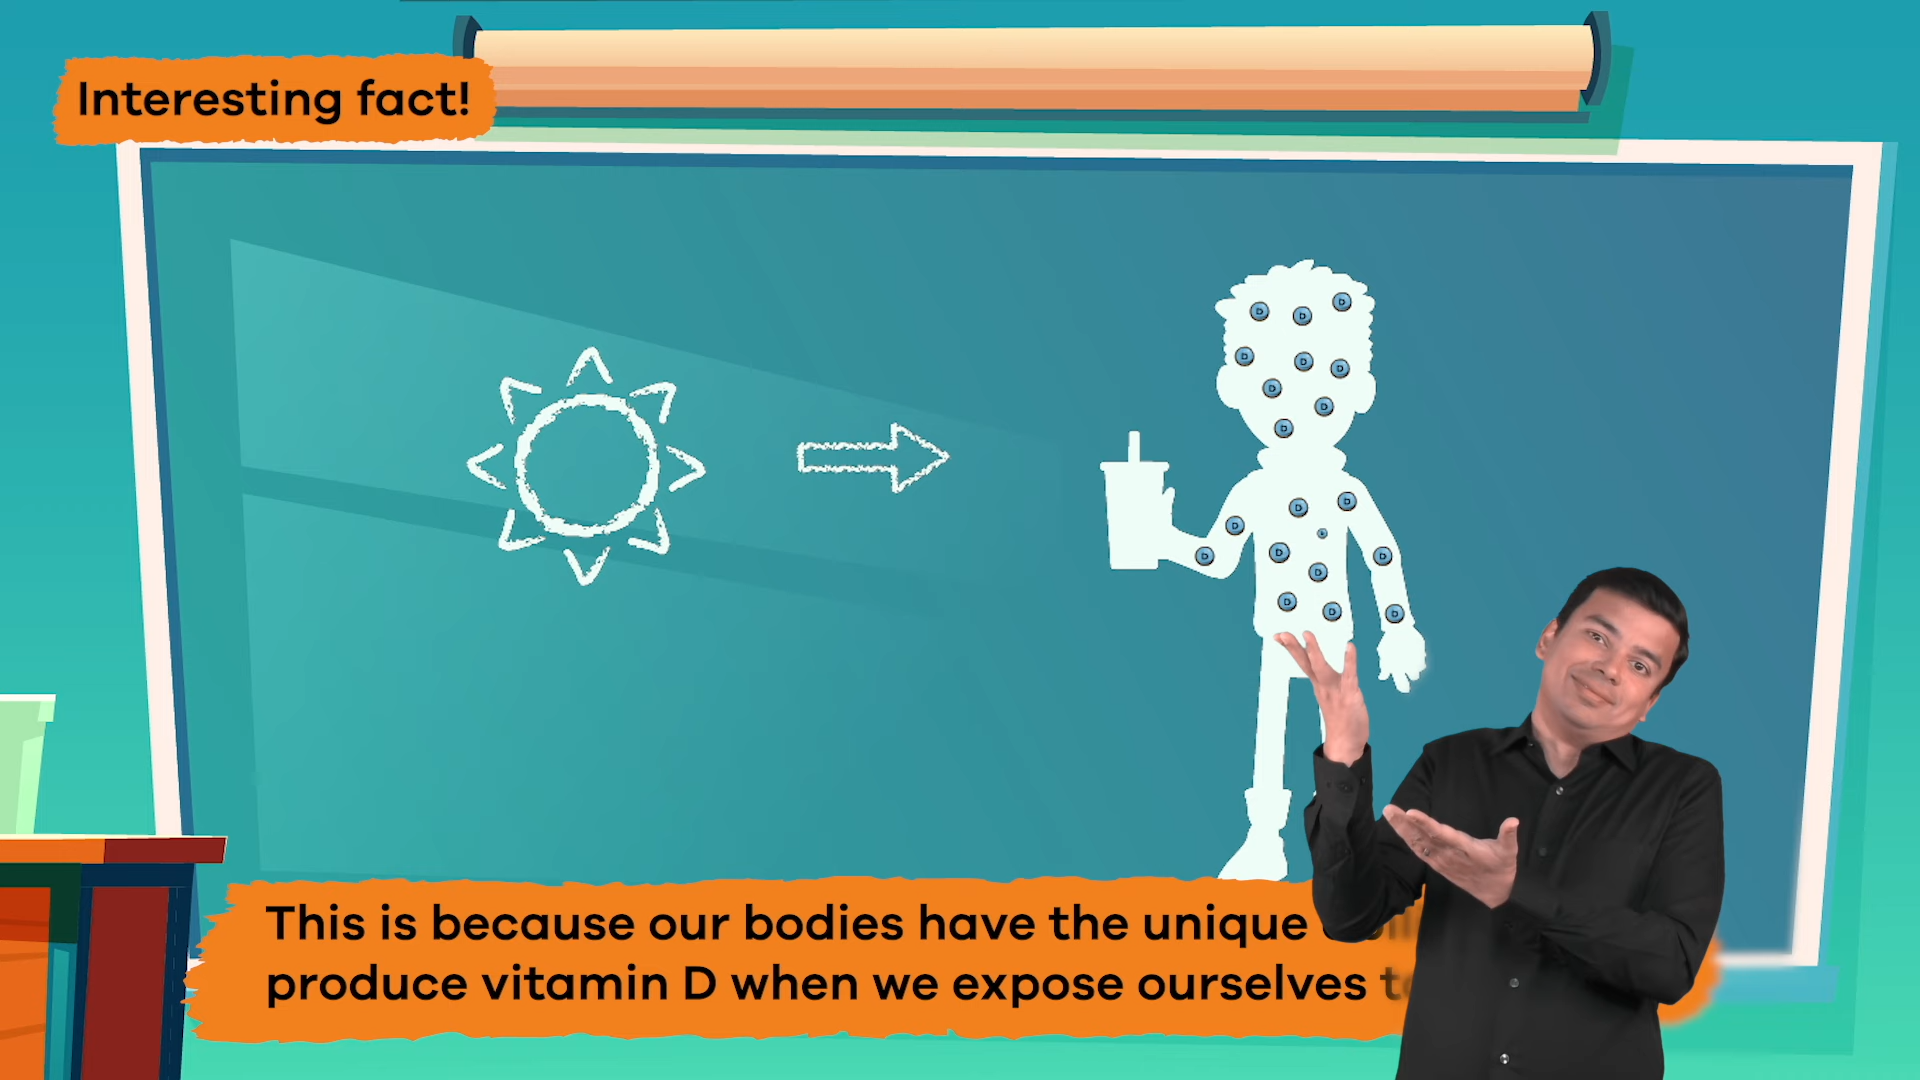 Interesting fact!
This is because our bodies have the unique
produce vitamin D when we expose ourselves